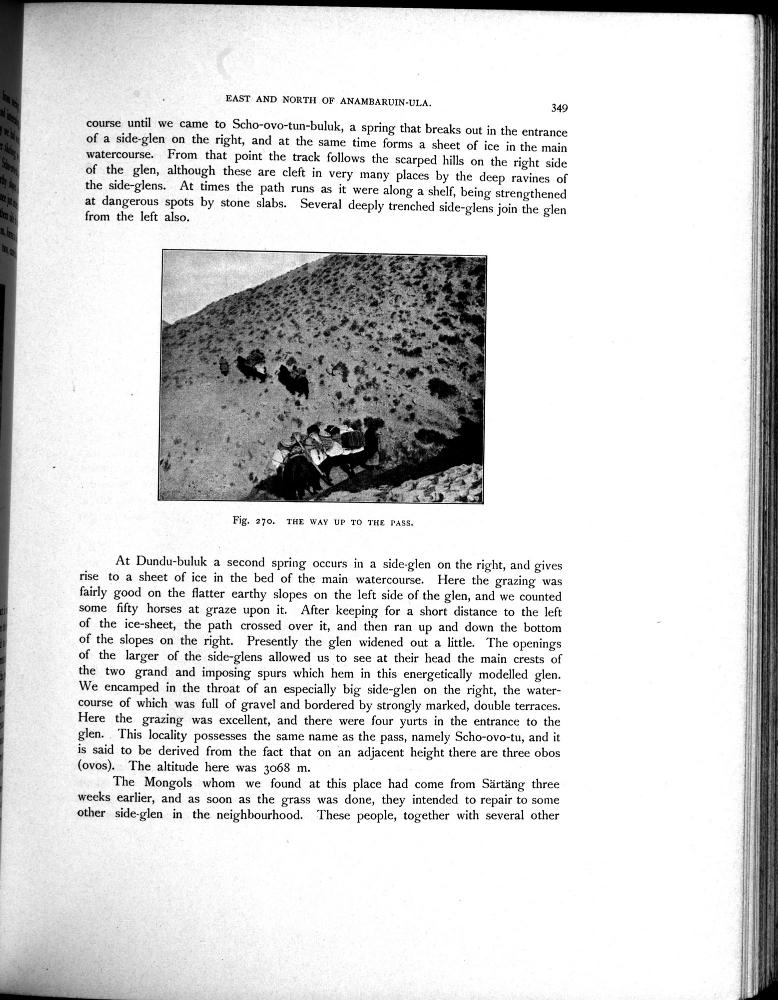 EAST AND NORTH OF ANAMBARUIN-ULA.
349
course until we came to Scho-ovo-tun-buluk, a spring that breaks out in the entrance
of a side-glen on the right, and at the same time forms a sheet of ice in the main
watercourse. From that point the track follows the scarped hills on the right side
of the glen, although these are cleft in very many places by the deep ravines of
the side-glens. At times the path runs as it were along a shelf, being strengthened
at dangerous spots by stone slabs. Several deeply trenched side-glens join the glen
from the left also.
Fig. 270. THE WAY UP TO THE PASS.
At Dundu-buluk a second spring occurs in a side-glen on the right, and gives
rise to a sheet of ice in the bed of the main watercourse. Here the grazing was
fairly good on the flatter earthy slopes on the left side of the glen, and we counted
some fifty horses at graze upon it. After keeping for a short distance to the left
of the ice-sheet, the path crossed over it, and then ran up and down the bottom
of the slopes on the right. Presently the glen widened out a little. The openings
of the larger of the side-glens allowed us to see at their head the main crests of
the two grand and imposing spurs which hem in this energetically modelled glen.
We encamped in the throat of an especially big side-glen on the right, the water-
course of which was full of gravel and bordered by strongly marked, double terraces.
Here the grazing was excellent, and there were four yurts in the entrance to the
glen. This locality possesses the same name as the pass, namely Scho-ovo-tu, and it
is said to be derived from the fact that on an adjacent height there are three obos
(ovos). The altitude here was 3068 m.
The Mongols whom we found at this place had come from Särtäng three
weeks earlier, and as soon as the grass was done, they intended to repair to some
other side-glen in the neighbourhood. These people, together with several other